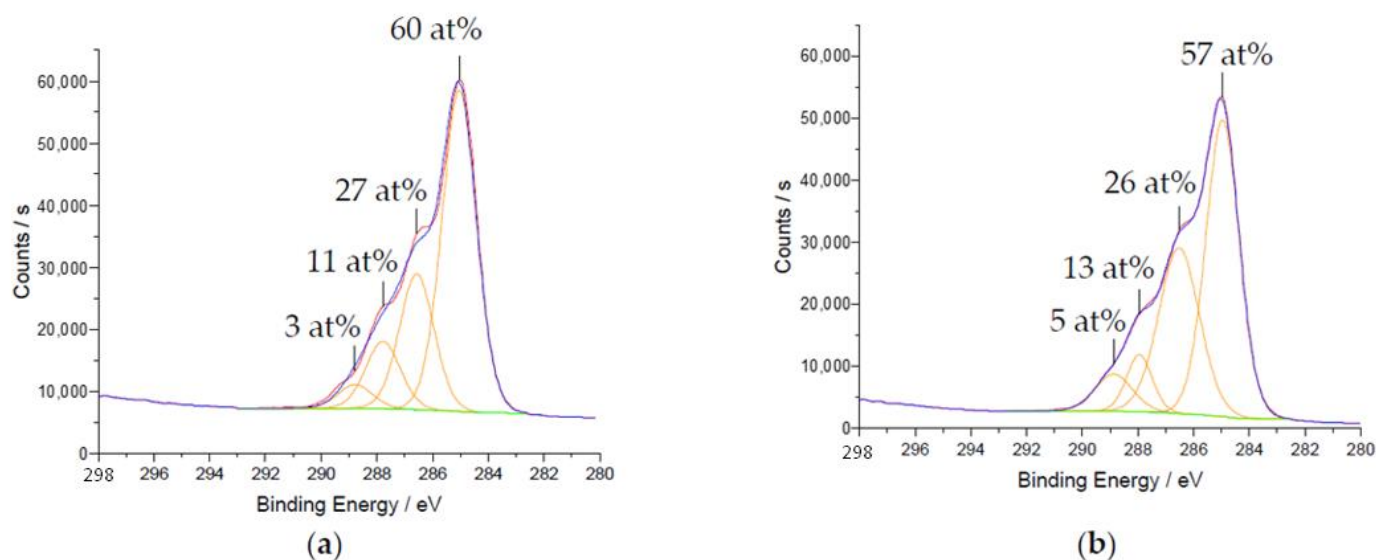 60 at%
27 at%
11 at%
3 at%
60,000
50,000
40,000
30,000
20,000
10,000
0
Counts / s
298 296 294 292 290 288 286 284 282 280
Binding Energy / eV
(a)
57 at%
26 at%
13 at%
5 at%
60,000
50,000
40,000
30,000
20,000
10,000
0
Counts / s
298 296 294 292 290 288 286 284 282 280
Binding Energy / eV
(b)